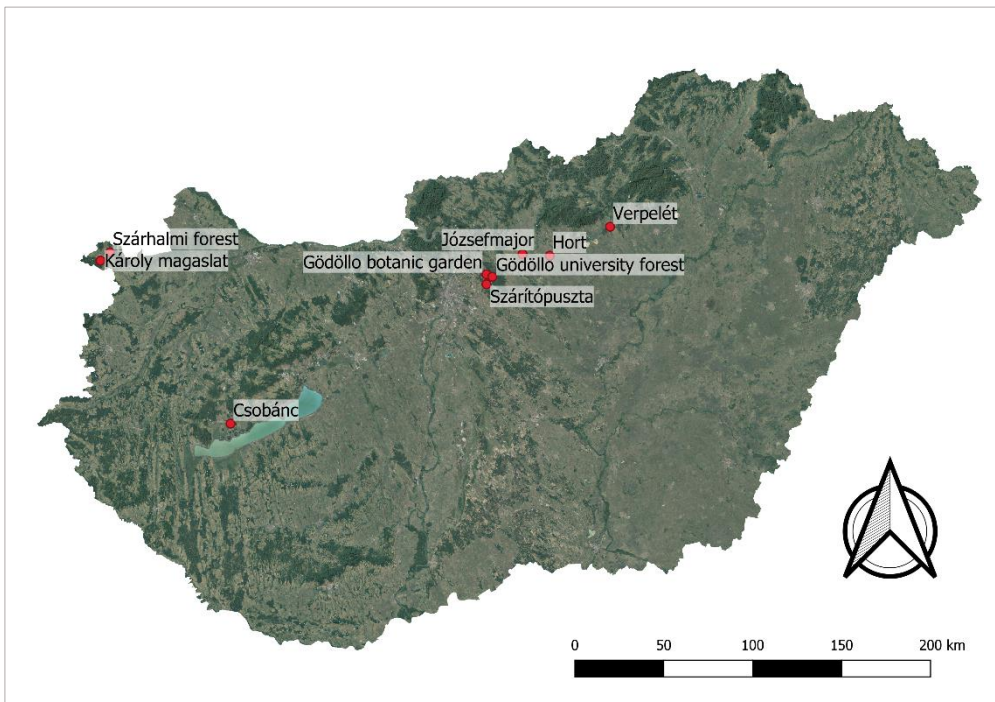 Verpelét
Szárhalmi forest
Józsefmajor
Hort
Károly magaslat
Gödöllo botanic garden
Gödöllo university forest
Szárítópuszta
Csobánc
0 50 100 150 200 km